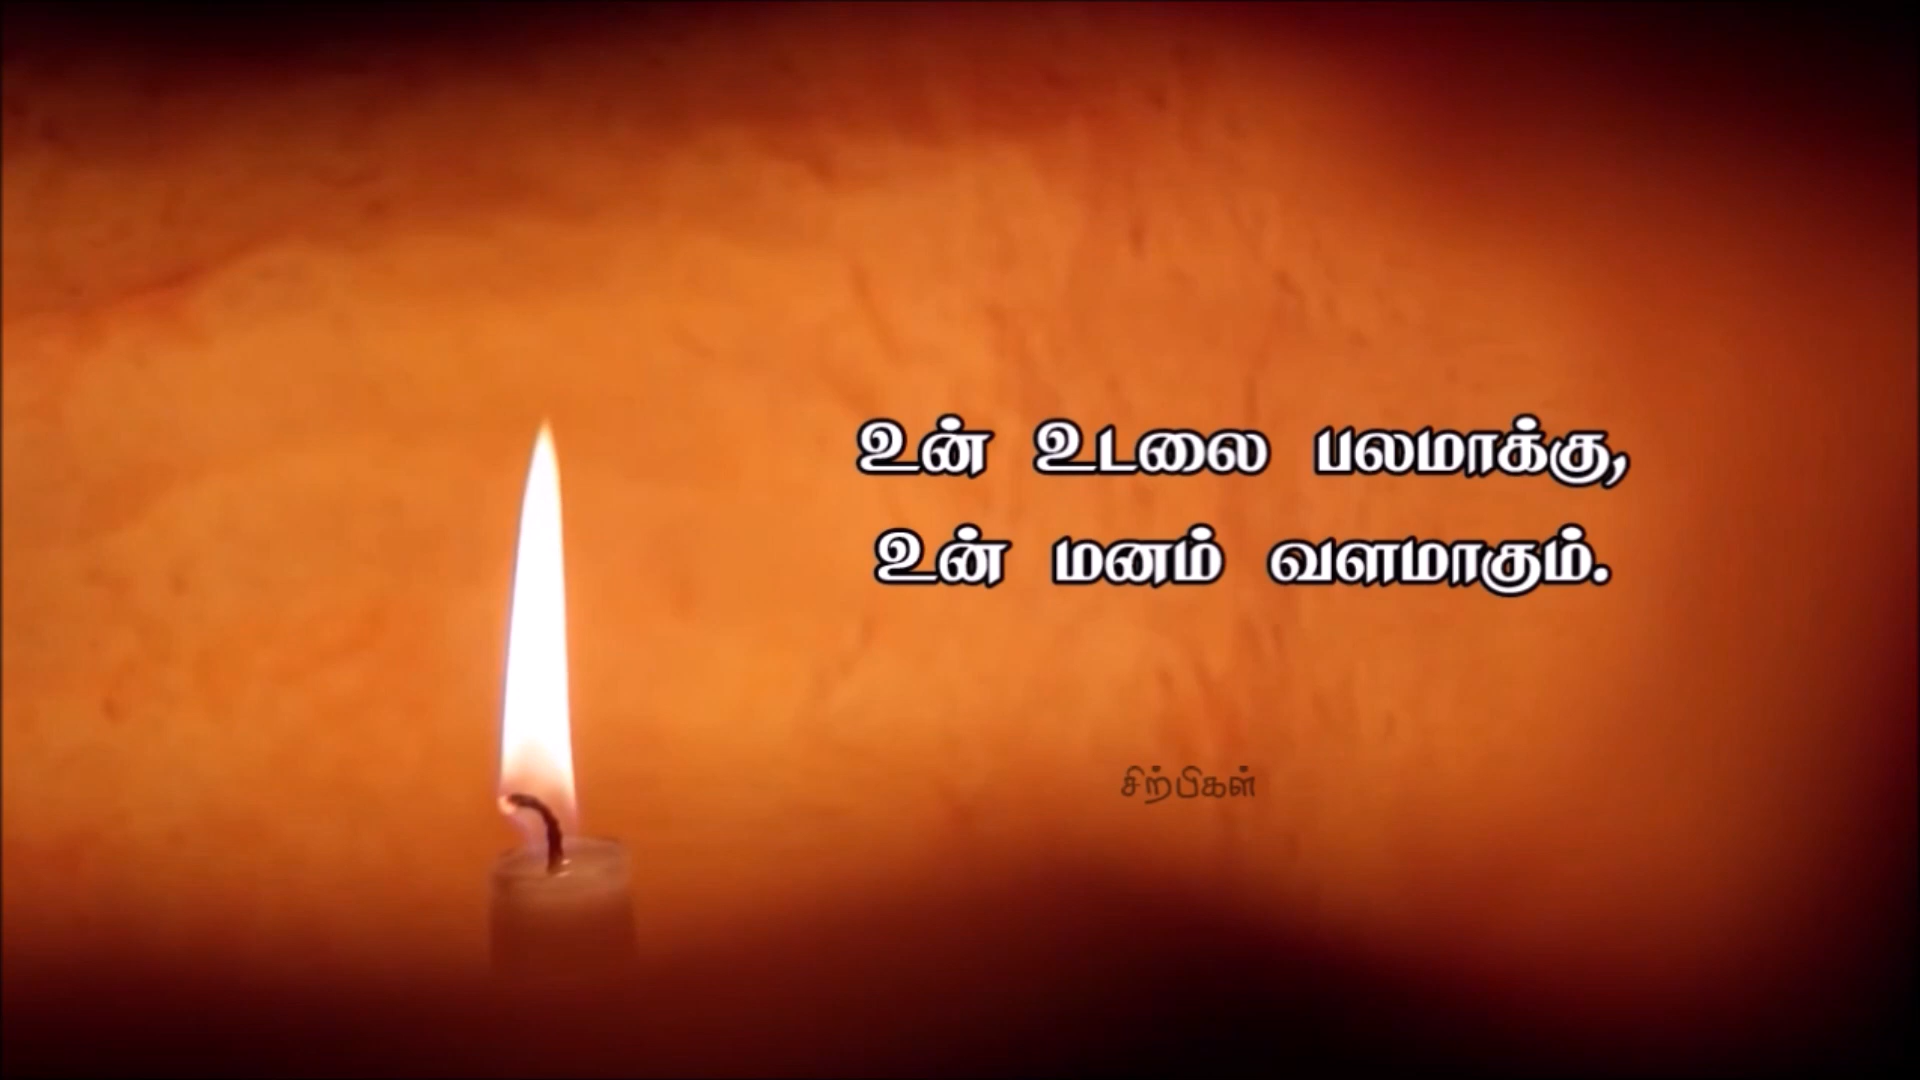 உன் உடலை பலமாக்கு,
உன் மனம் வளமாகும்.
சிற்பிகள்